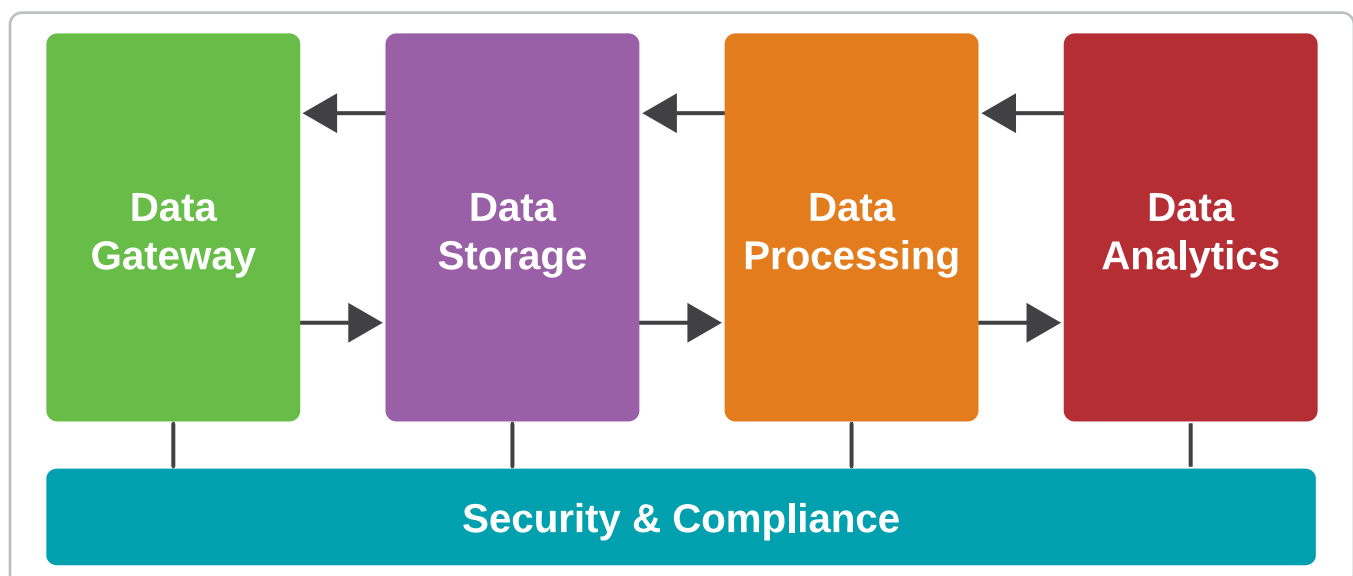 Data
Gateway
Data
Storage
Data
Processing
Data
Analytics
Security & Compliance